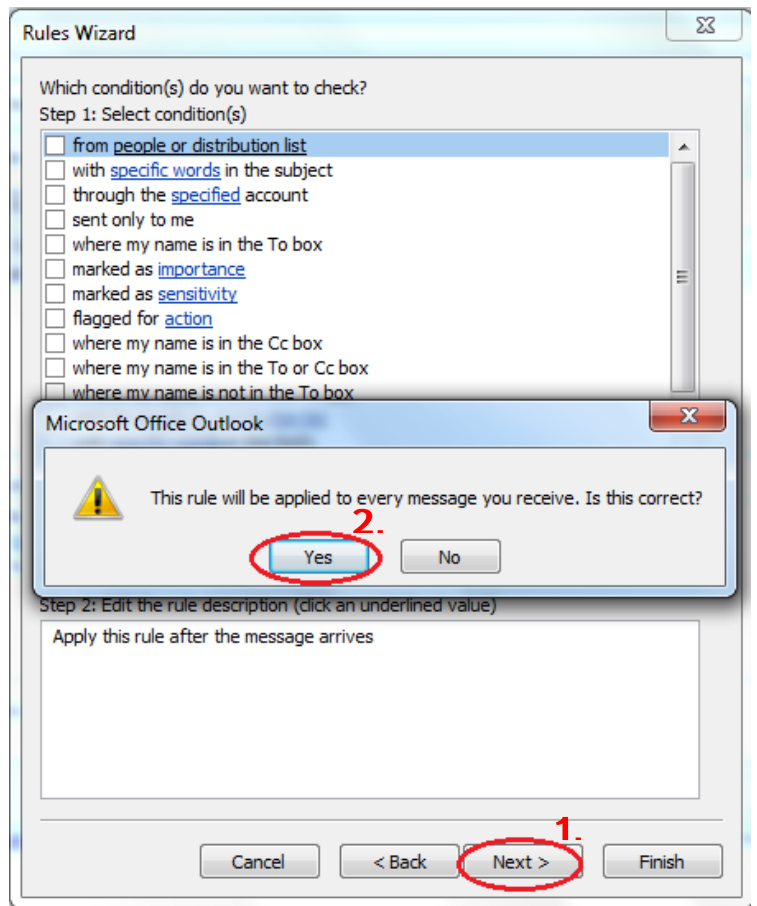 Rules Wizard
Which condition(s) do you want to check?
Step 1: Select condition(s)
from people or distribution list
with specific words in the subject
through the specified account
sent only to me
where my name is in the To box
marked as importance
marked as sensitivity
flagged for action
where my name is in the Cc box
where my name is in the To or Cc box
where my name is not in the To box
Microsoft Office Outlook
This rule will be applied to every message you receive. Is this correct?
2.
Yes No
Step 2: Edit the rule description (click an underlined value)
Apply this rule after the message arrives
1.
Cancel < Back Next > Finish